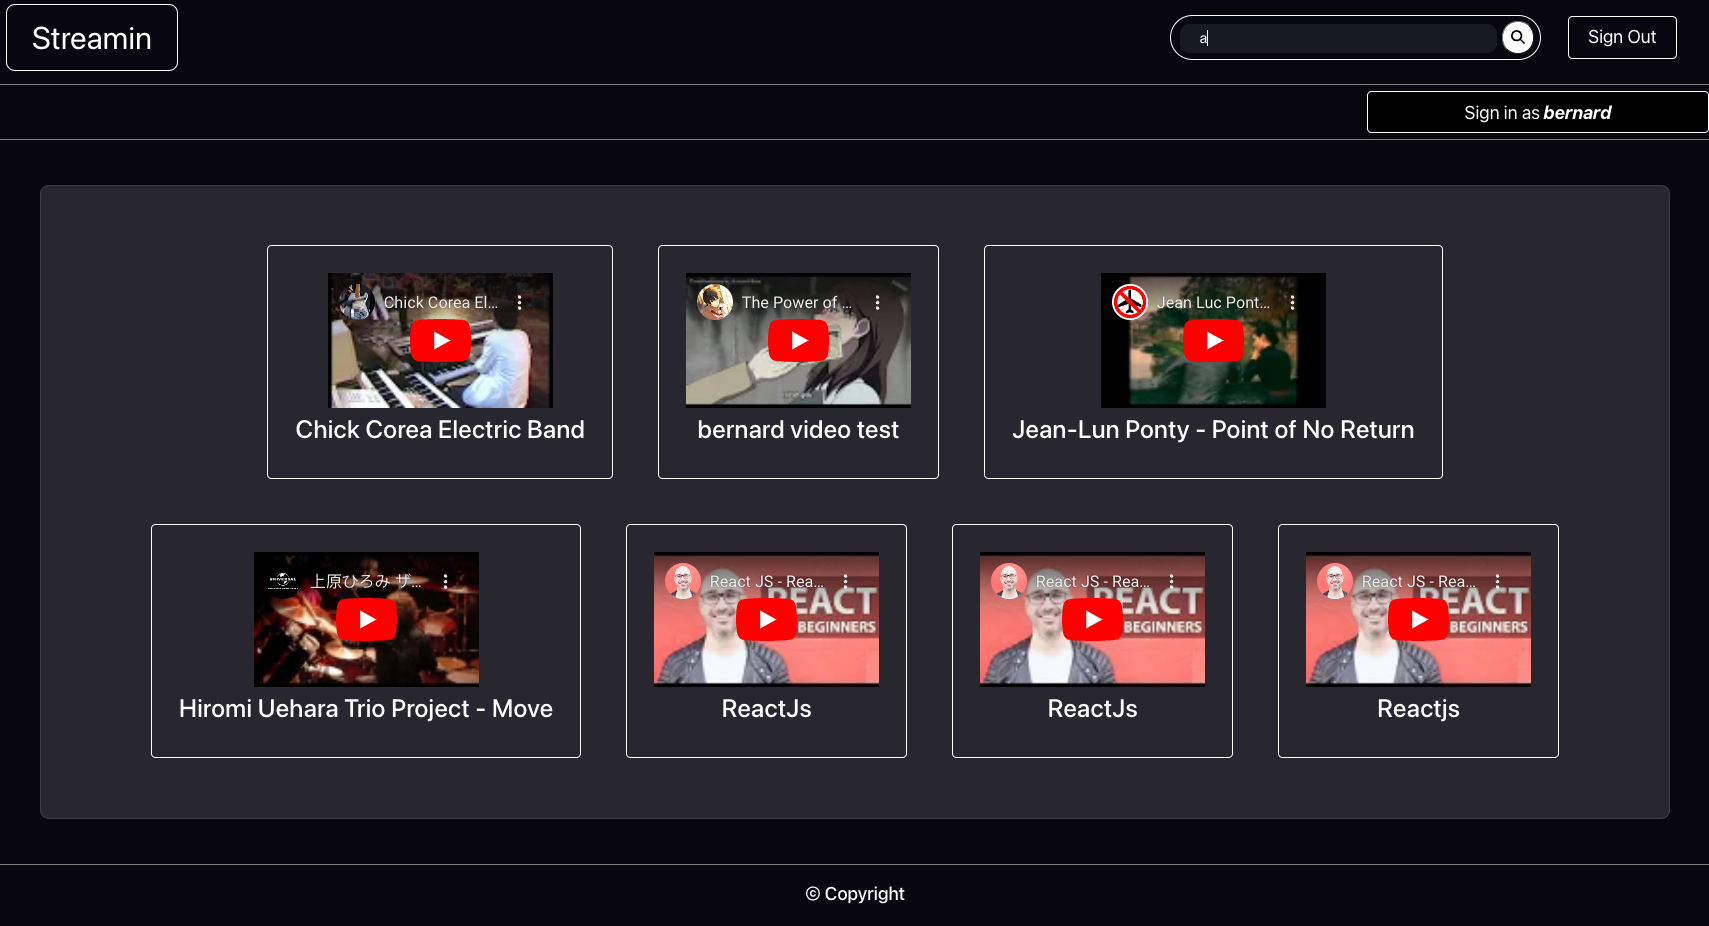 Streamin
a
Sign Out
Sign in as bernard
Chick Corea El...
The Power of ...
Jean Luc Pont...
Chick Corea Electric Band
bernard video test
Jean-Lun Ponty - Point of No Return
UNIVERSAL
上原ひろみ ザ...
React JS - Rea...
React JS - Rea...
React JS - Rea...
REACT
BEGINNERS
REACT
BEGINNERS
REACT
BEGINNERS
Hiromi Uehara Trio Project - Move
ReactJs
ReactJs
Reactjs
© Copyright